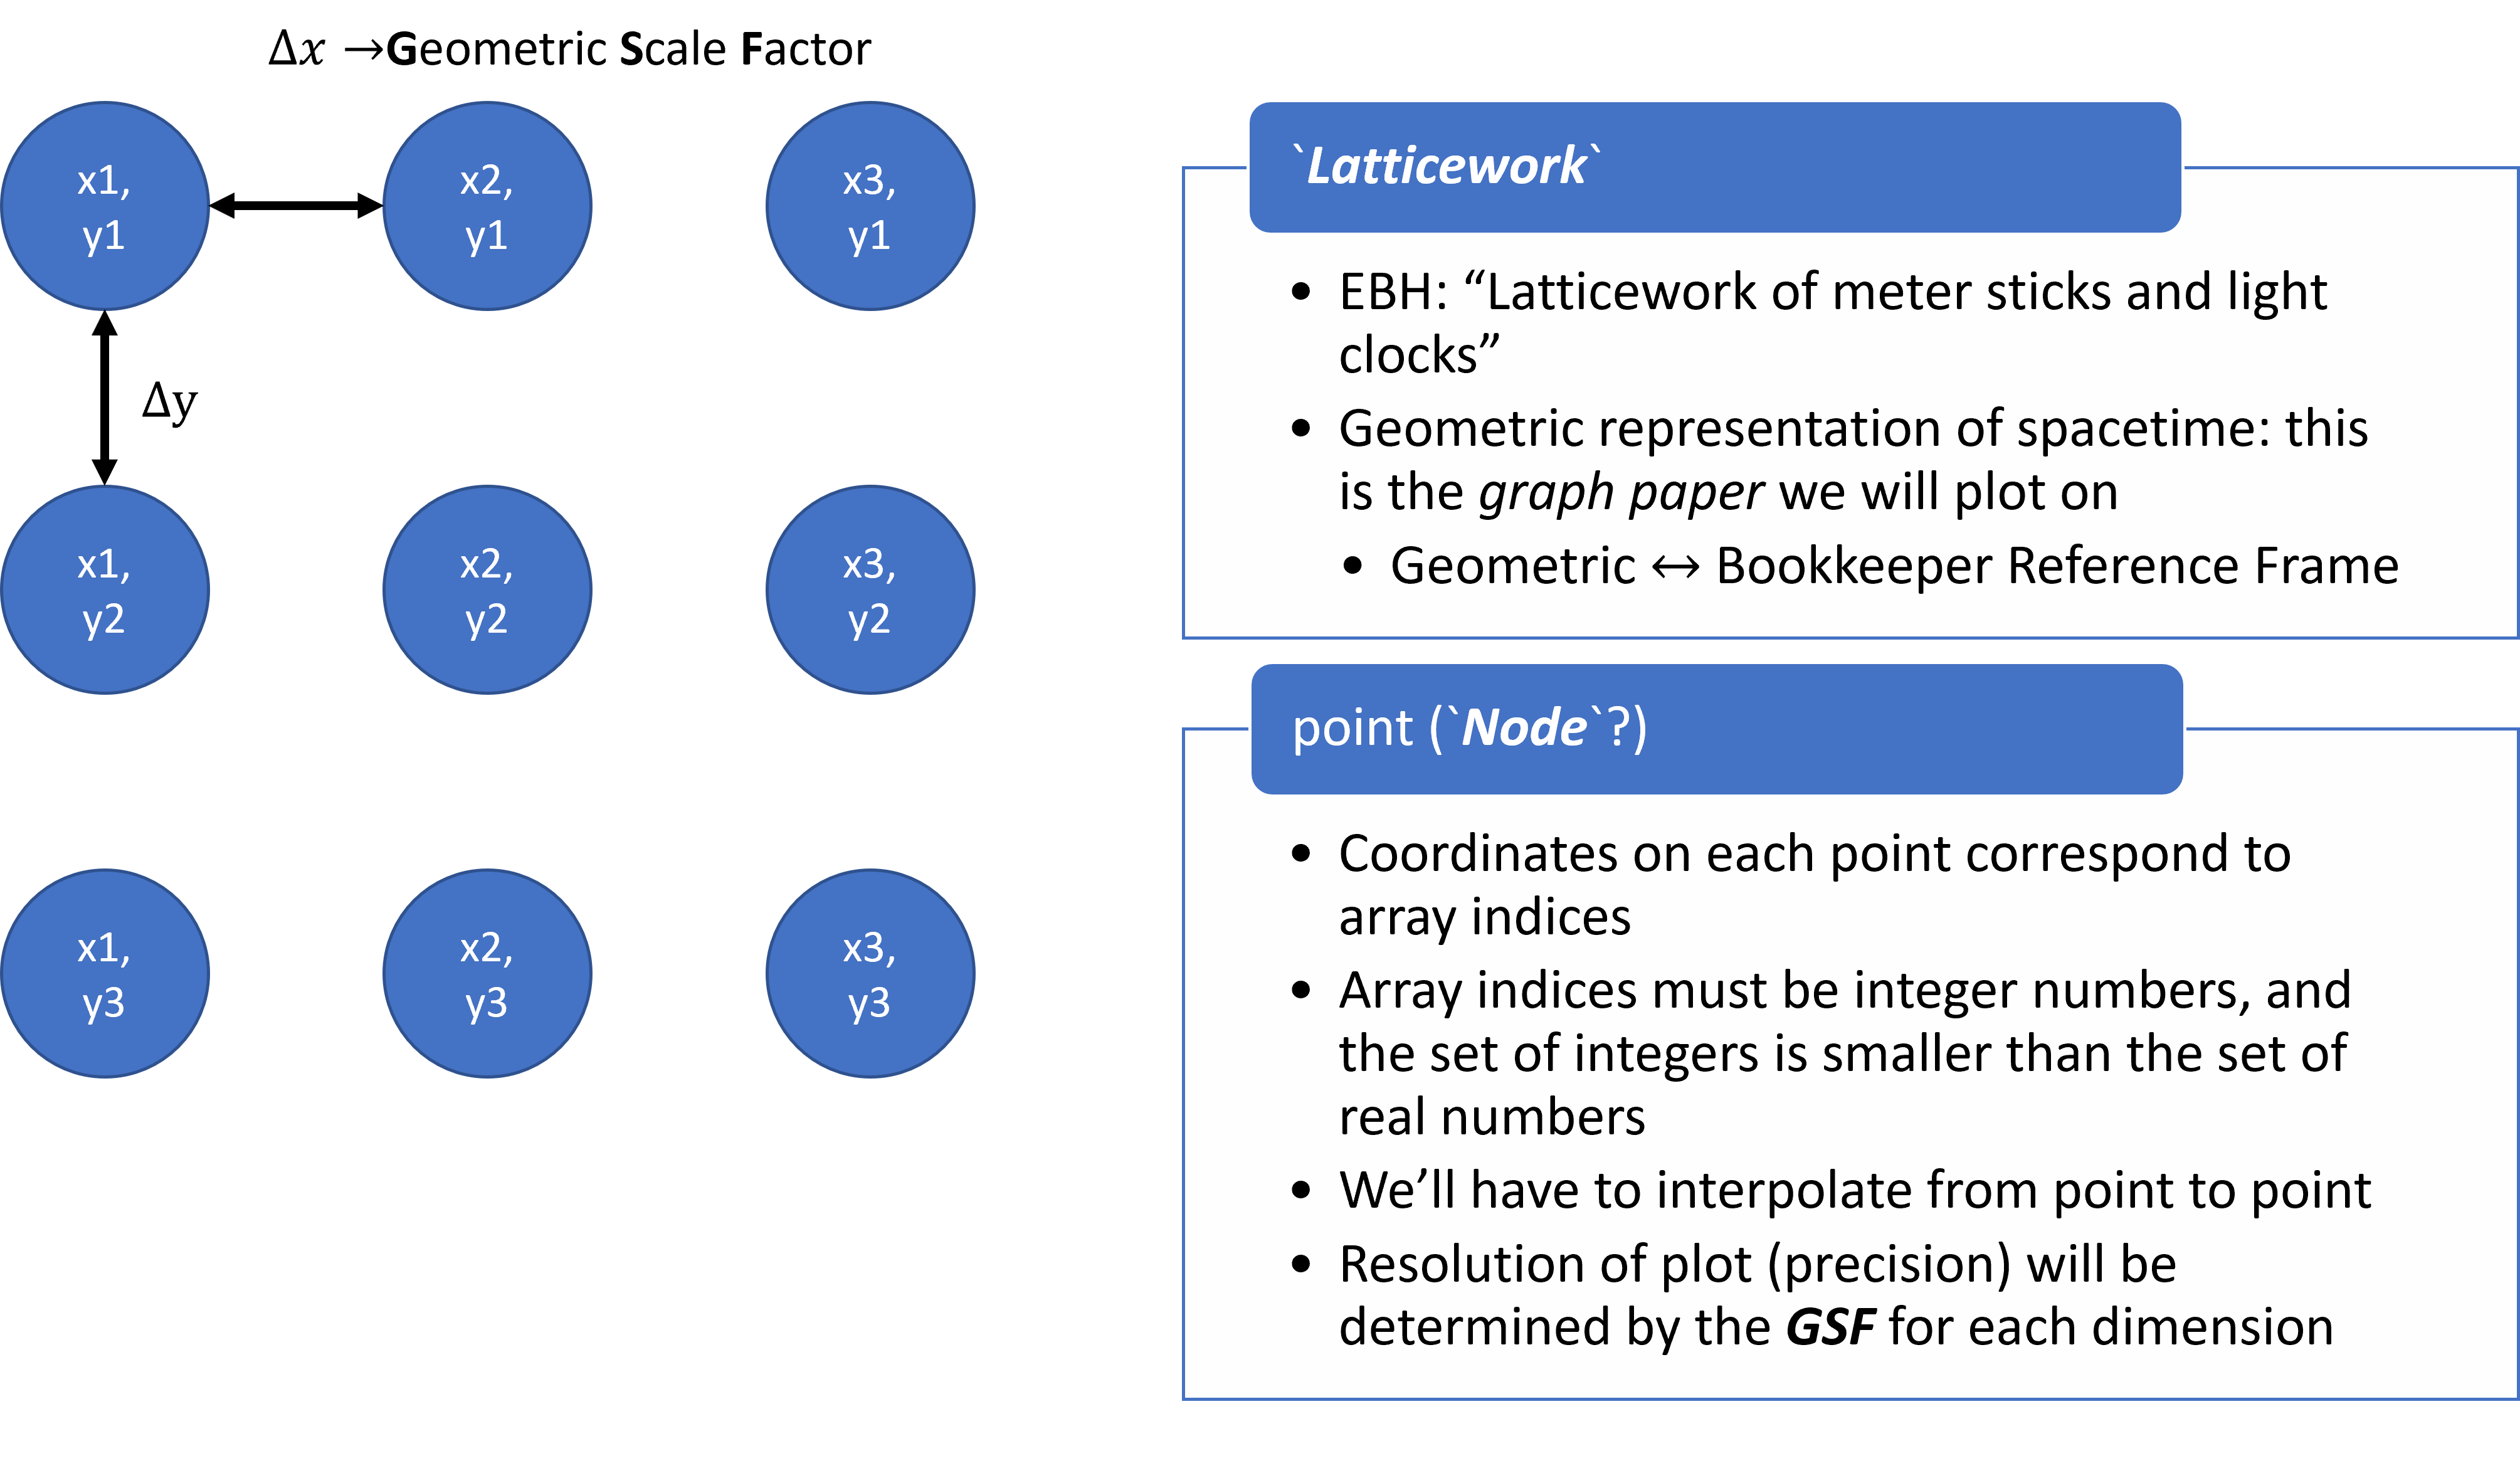 Δx →Geometric Scale Factor
x1,
y1
x2,
y1
x3,
y1
Δy
x1,
y2
x2,
y2
x3,
y2
x1,
y3
x2,
y3
x3,
y3
`Latticework`
• EBH: “Latticework of meter sticks and light
clocks”
• Geometric representation of spacetime: this
is the graph paper we will plot on
• Geometric ↔ Bookkeeper Reference Frame
point (`Node`?)
• Coordinates on each point correspond to
array indices
• Array indices must be integer numbers, and
the set of integers is smaller than the set of
real numbers
• We’ll have to interpolate from point to point
• Resolution of plot (precision) will be
determined by the GSF for each dimension